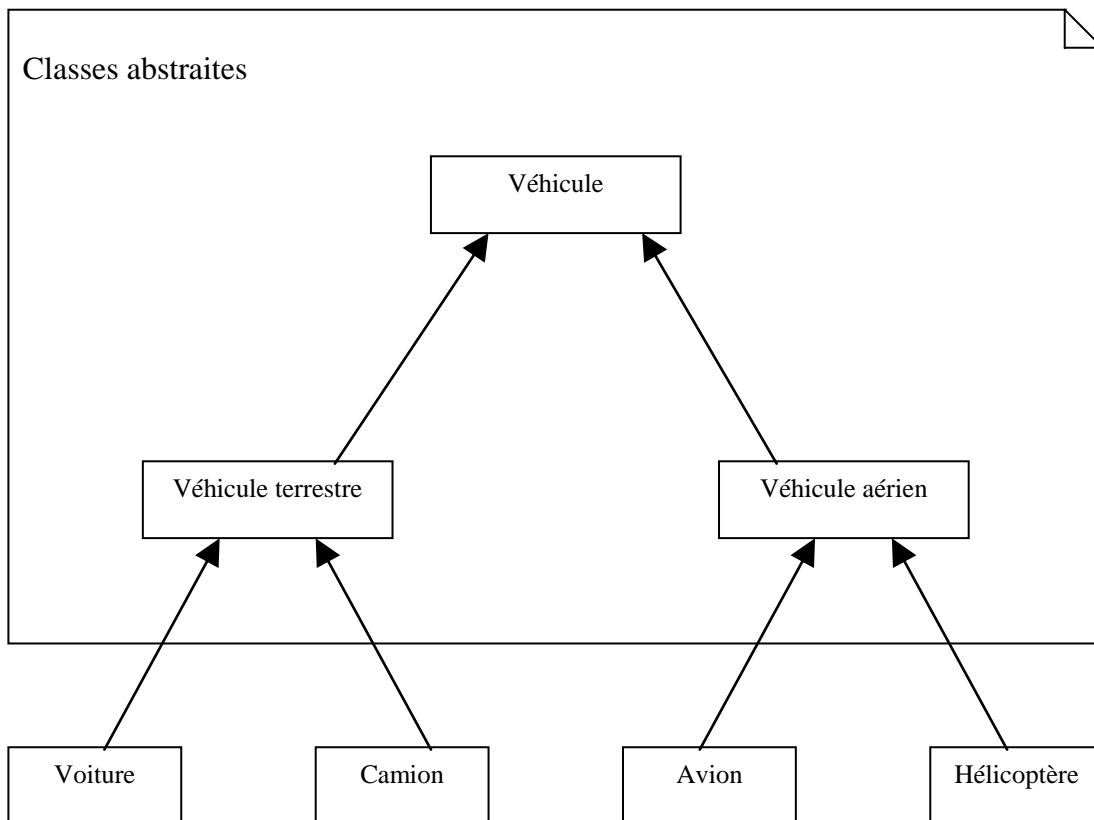 Classes abstraites
Véhicule
Véhicule terrestre
Véhicule aérien
Voiture
Camion
Avion
Hélicoptère